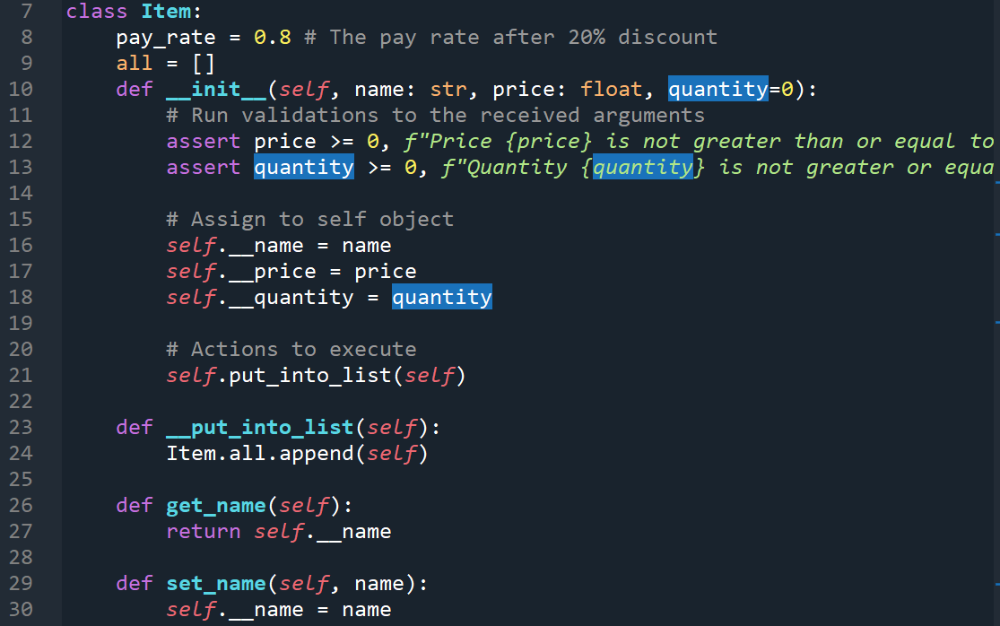 7 class Item:
8     pay_rate = 0.8 # The pay rate after 20% discount
9     all = []
10     def __init__(self, name: str, price: float, quantity=0):
11         # Run validations to the received arguments
12         assert price >= 0, f"Price {price} is not greater than or equal to
13         assert quantity >= 0, f"Quantity {quantity} is not greater or equa
14
15         # Assign to self object
16         self.__name = name
17         self.__price = price
18         self.__quantity = quantity
19
20         # Actions to execute
21         self.put_into_list(self)
22
23     def __put_into_list(self):
24         Item.all.append(self)
25
26     def get_name(self):
27         return self.__name
28
29     def set_name(self, name):
30         self.__name = name